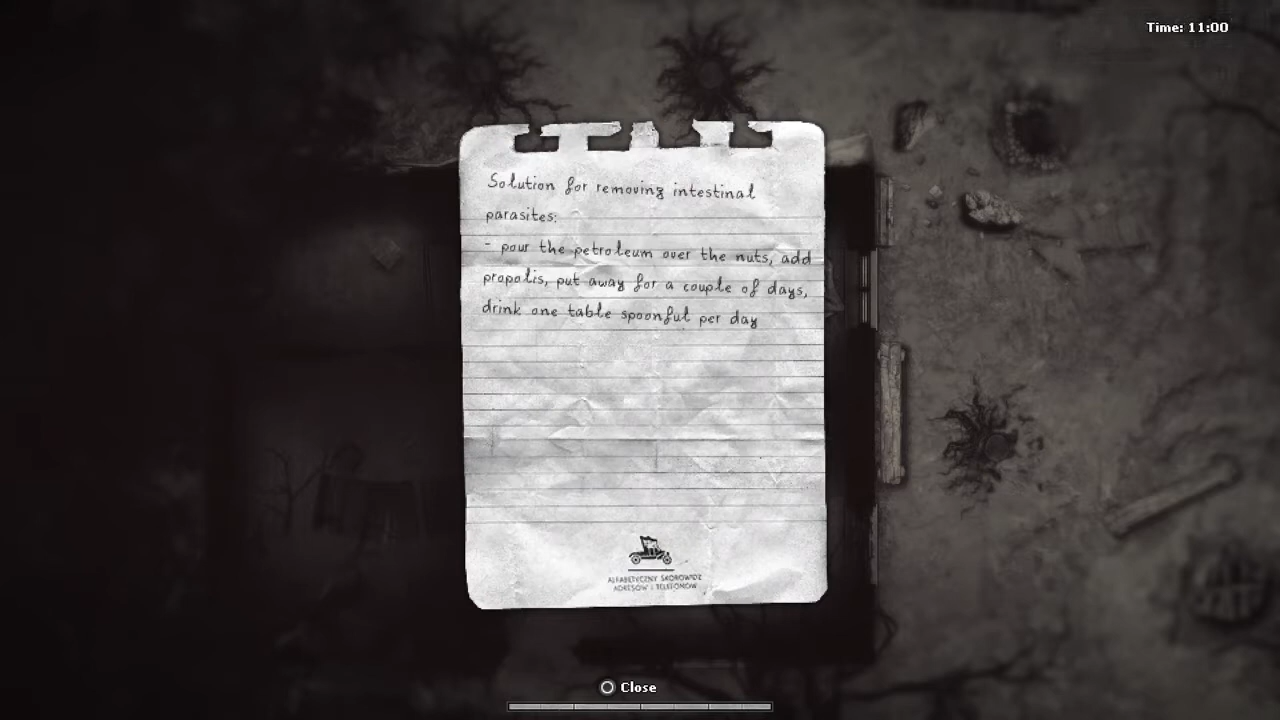 Time: 11:00
Solution for removing intestinal
parasites:
- pour the petroleum over the nuts, add
propolis, put away for a couple of days,
drink one table spoonful per day
ALFABETYCZNY SKOROWIDZ
ADRESÓW I TELEFONÓW
Close